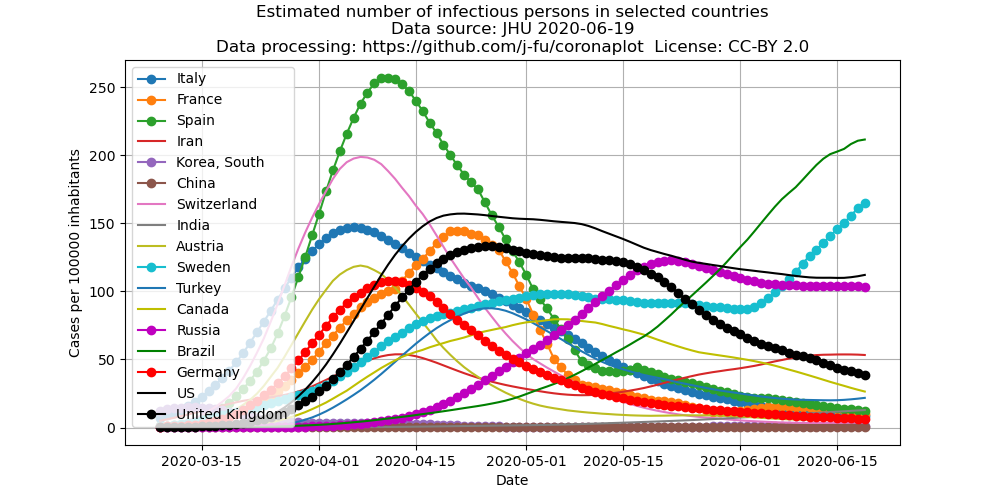 Estimated number of infectious persons in selected countries
Data source: JHU 2020-06-19
Data processing: https://github.com/j-fu/coronaplot  License: CC-BY 2.0
Cases per 100000 inhabitants
250
200
150
100
50
0
Italy
France
Spain
Iran
Korea, South
China
Switzerland
India
Austria
Sweden
Turkey
Canada
Russia
Brazil
Germany
US
United Kingdom
2020-03-15
2020-04-01
2020-04-15
2020-05-01
2020-05-15
2020-06-01
2020-06-15
Date